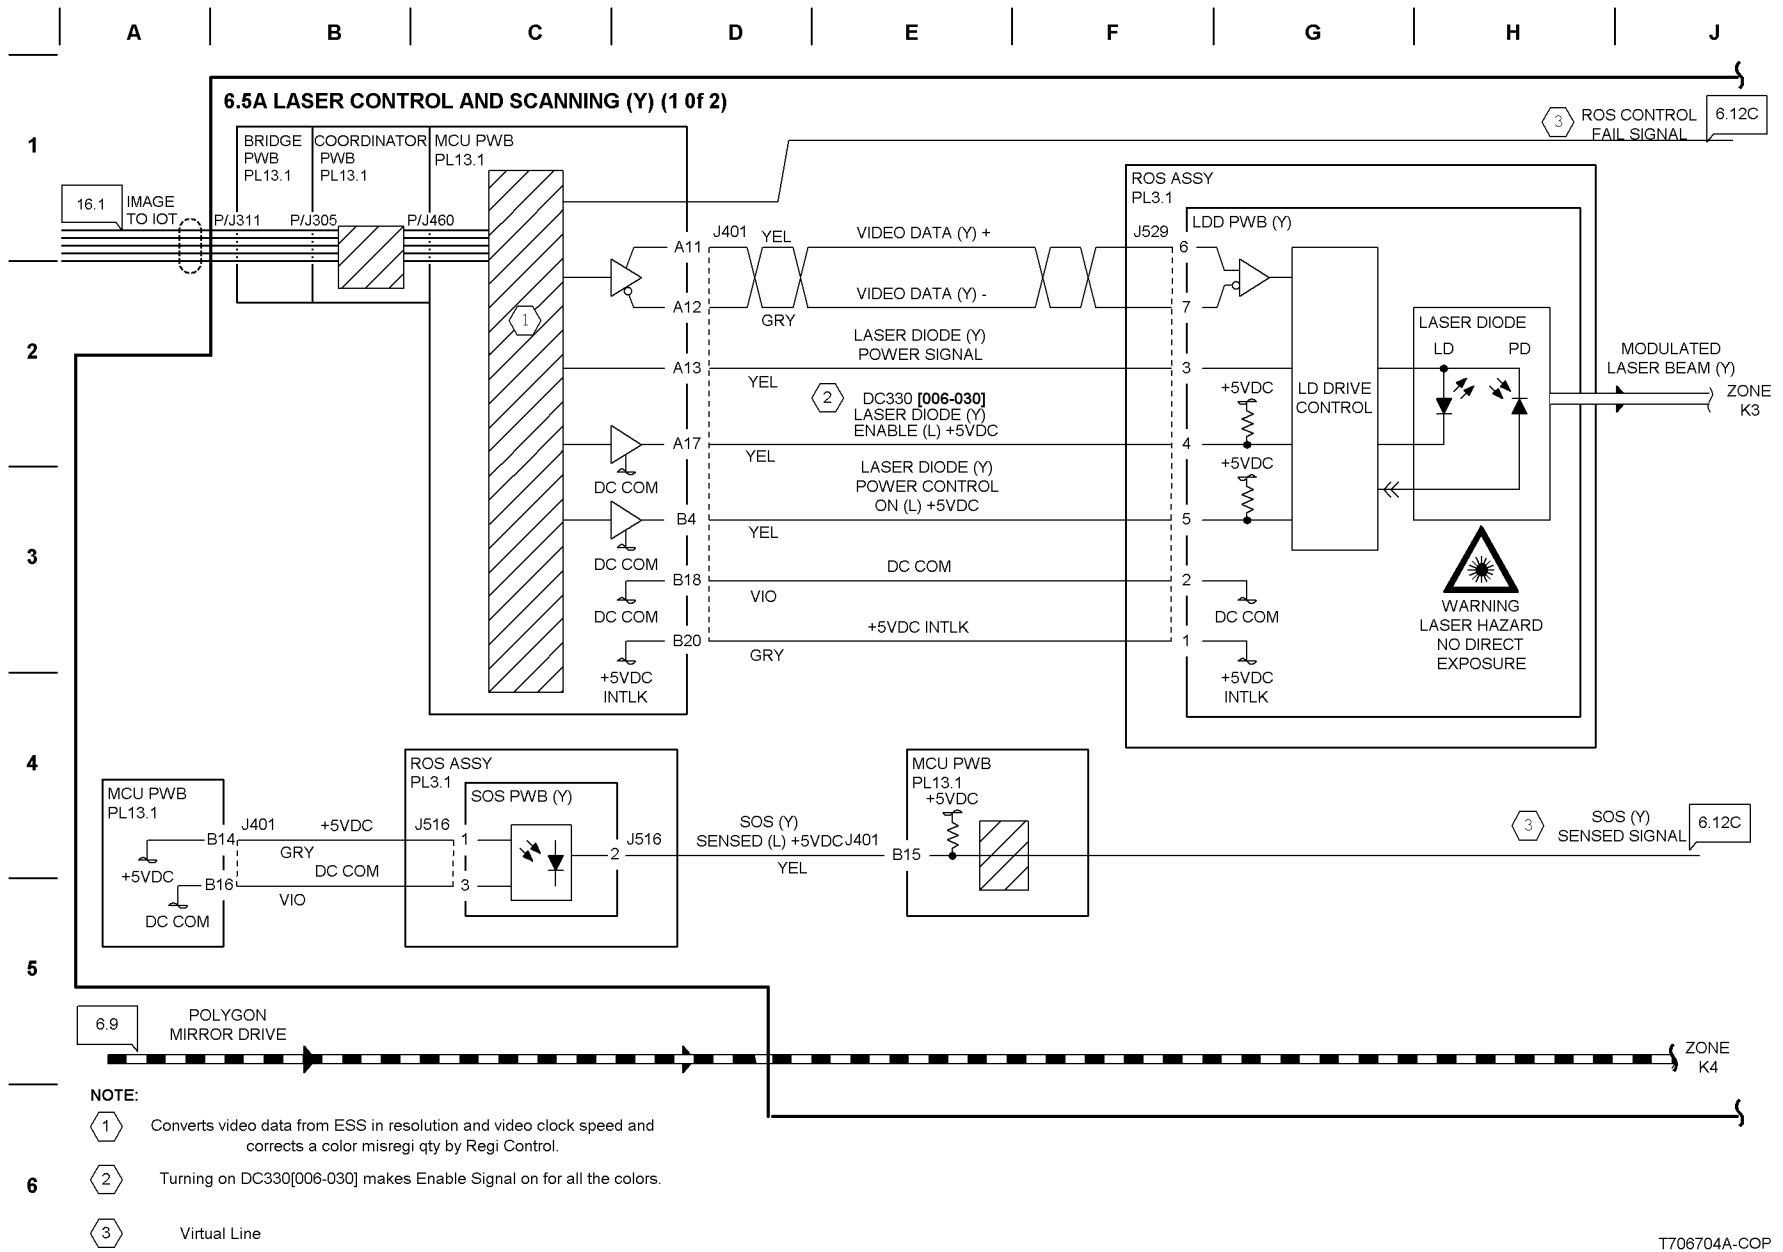 A B C D E F G H J
1
2
3
4
5
6
6.5A LASER CONTROL AND SCANNING (Y) (1 0f 2)
BRIDGE
PWB
PL13.1
COORDINATOR
PWB
PL13.1
MCU PWB
PL13.1
3
ROS CONTROL
FAIL SIGNAL
6.12C
16.1
IMAGE
TO IOT
P/J311
P/J305
P/J460
1
A11
J401
YEL
VIDEO DATA (Y) +
A12
GRY
VIDEO DATA (Y) -
LASER DIODE (Y)
POWER SIGNAL
A13
YEL
2
DC330 [006-030]
LASER DIODE (Y)
ENABLE (L) +5VDC
A17
YEL
DC COM
LASER DIODE (Y)
POWER CONTROL
ON (L) +5VDC
B4
YEL
DC COM
DC COM
B18
VIO
DC COM
+5VDC INTLK
B20
GRY
+5VDC
INTLK
ROS ASSY
PL3.1
LDD PWB (Y)
J529
6
7
3
4
5
2
1
+5VDC
+5VDC
DC COM
+5VDC
INTLK
LD DRIVE
CONTROL
LASER DIODE
LD
PD
MODULATED
LASER BEAM (Y)
ZONE
K3
WARNING
LASER HAZARD
NO DIRECT
EXPOSURE
MCU PWB
PL13.1
B14
J401
+5VDC
GRY
+5VDC
B16
DC COM
VIO
DC COM
ROS ASSY
PL3.1
SOS PWB (Y)
J516
1
3
2
J516
SOS (Y)
SENSED (L) +5VDC
YEL
J401
B15
MCU PWB
PL13.1
+5VDC
3
SOS (Y)
SENSED SIGNAL
6.12C
6.9
POLYGON
MIRROR DRIVE
ZONE
K4
NOTE:
1 Converts video data from ESS in resolution and video clock speed and
corrects a color misregi qty by Regi Control.
2 Turning on DC330[006-030] makes Enable Signal on for all the colors.
3 Virtual Line
T706704A-COP